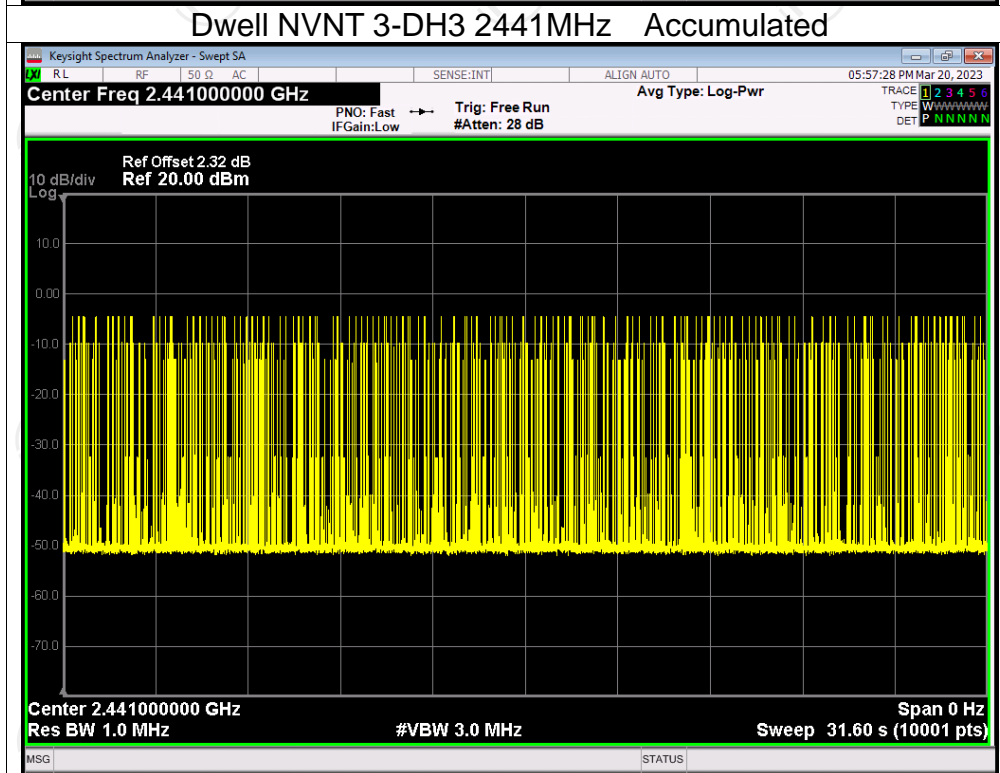 Dwell NVNT 3-DH3 2441MHz Accumulated
Keysight Spectrum Analyzer - Swept SA
LXI RL RF 50 Ω AC SENSE:INT ALIGN AUTO 05:57:28 PM Mar 20, 2023
Center Freq 2.441000000 GHz Avg Type: Log-Pwr TRACE 1 2 3 4 5 6
PNO: Fast Trig: Free Run TYPE WWWWWW
IFGain:Low #Atten: 28 dB DET P N N N N N
Ref Offset 2.32 dB
10 dB/div Ref 20.00 dBm
Log
10.0
0.00
-10.0
-20.0
-30.0
-40.0
-50.0
-60.0
-70.0
Center 2.441000000 GHz Span 0 Hz
Res BW 1.0 MHz #VBW 3.0 MHz Sweep 31.60 s (10001 pts)
MSG STATUS